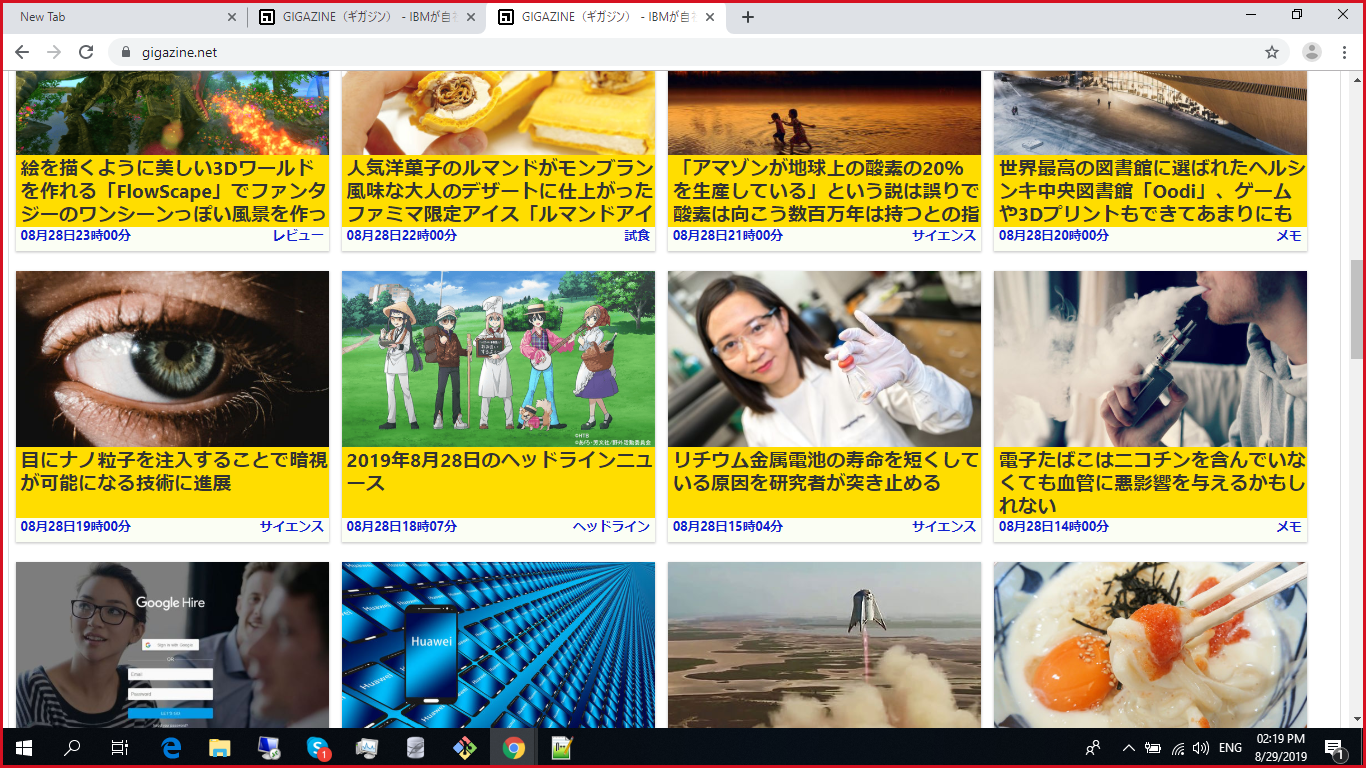 New Tab
GIGAZINE（ギガジン） - IBMが自
GIGAZINE（ギガジン） - IBMが自
gigazine.net
絵を描くように美しい3Dワールド
を作れる「FlowScape」でファンタ
ジーのワンシーンっぽい風景を作っ
08月28日23時00分
レビュー
人気洋菓子のルマンドがモンブラン
風味な大人のデザートに仕上がった
ファミマ限定アイス「ルマンドアイ
08月28日22時00分
試食
「アマゾンが地球上の酸素の20%
を生産している」という説は誤りで
酸素は向こう数百万年は持つとの指
08月28日21時00分
サイエンス
世界最高の図書館に選ばれたヘルシ
ンキ中央図書館「Oodi」、ゲーム
や3Dプリントもできてあまりにも
08月28日20時00分
メモ
目にナノ粒子を注入することで暗視
が可能になる技術に進展
08月28日19時00分
サイエンス
©HTB
©あfろ・芳文社/野外活動委員会
2019年8月28日のヘッドラインニュ
ース
08月28日18時07分
ヘッドライン
リチウム金属電池の寿命を短くして
いる原因を研究者が突き止める
08月28日15時04分
サイエンス
電子たばこはニコチンを含んでいな
くても血管に悪影響を与えるかもし
れない
08月28日14時00分
メモ
Google Hire
Sign in with Google
OR
Email
Password
Huawei
ENG
02:19 PM
8/29/2019
1
1